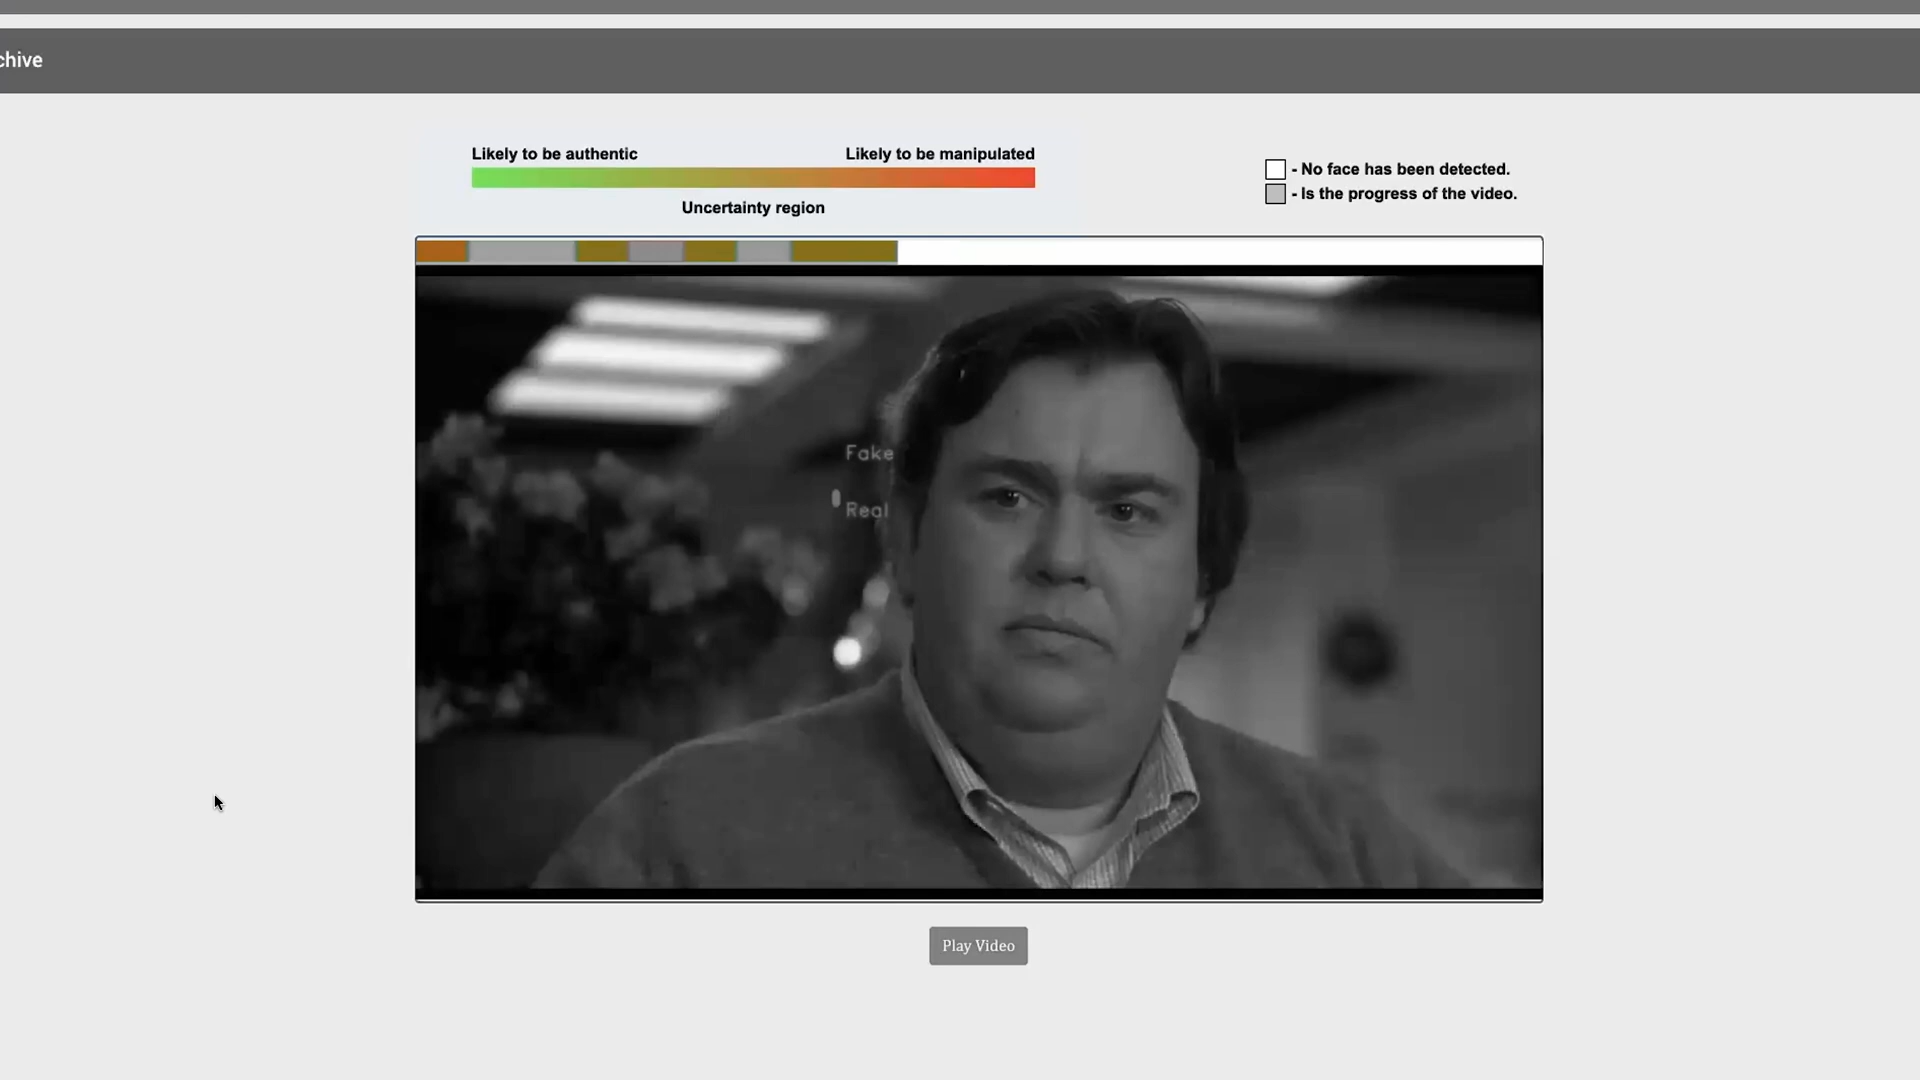 chive
Likely to be authentic
Likely to be manipulated
Uncertainty region
- No face has been detected.
- Is the progress of the video.
Fake
Real
Play Video